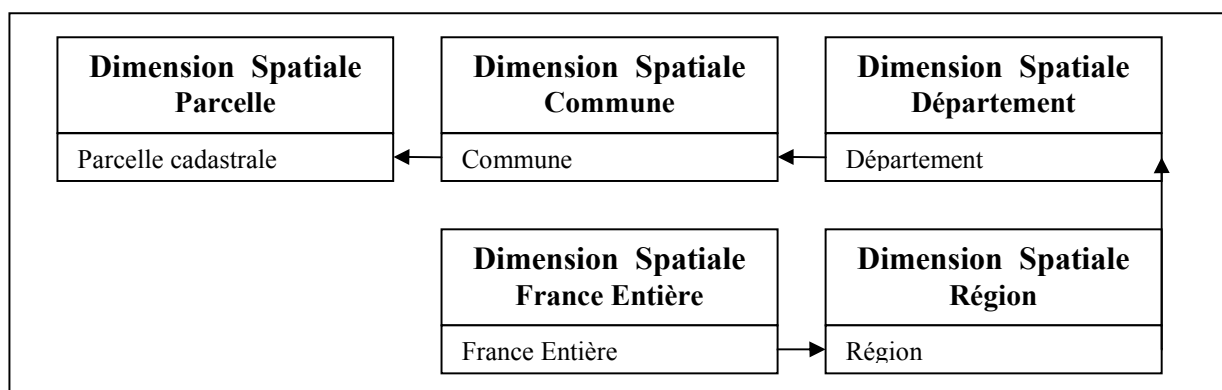 Dimension Spatiale
Parcelle
Parcelle cadastrale
Dimension Spatiale
Commune
Commune
Dimension Spatiale
Département
Département
Dimension Spatiale
France Entière
France Entière
Dimension Spatiale
Région
Région